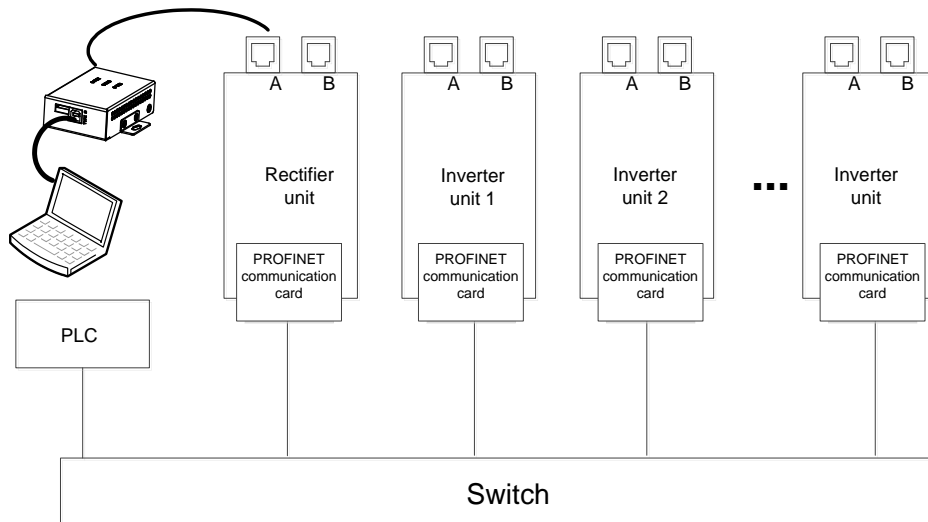 A B
A B
A B
A B
Rectifier
unit
Inverter
unit 1
Inverter
unit 2
...
Inverter
unit
PROFINET
communication
card
PROFINET
communication
card
PROFINET
communication
card
PROFINET
communication
card
PLC
Switch